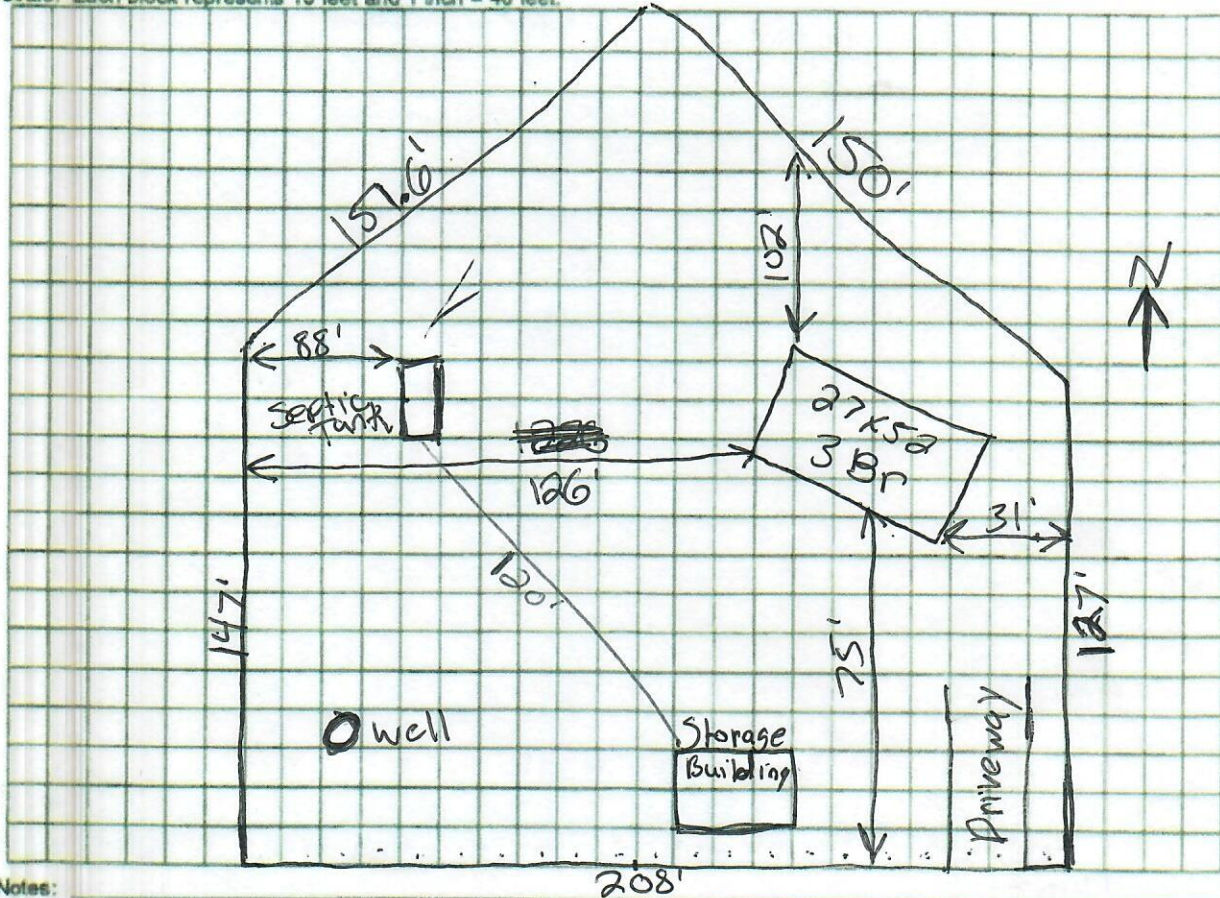 Each block represents 10 feet and 1 inch = 40 feet.
157.6'
150'
102'
N
88'
septic
tank
27x52
3 Br
126'
31'
120'
147'
127'
75'
well
Storage
Building
Driveway
208'
Notes: